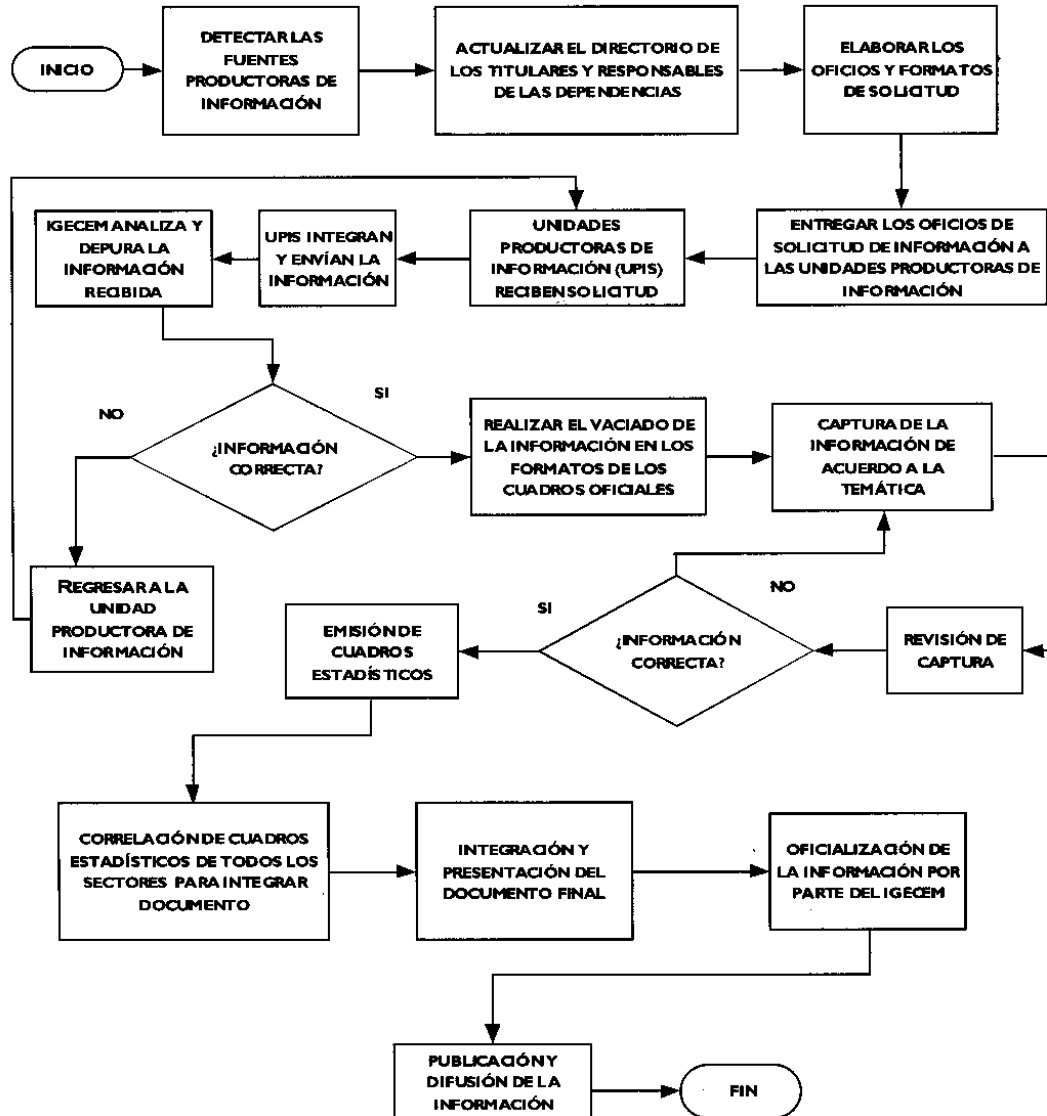 INICIO
DETECTAR LAS
FUENTES
PRODUCTORAS DE
INFORMACIÓN
ACTUALIZAR EL DIRECTORIO DE
LOS TITULARES Y RESPONSABLES
DE LAS DEPENDENCIAS
ELABORAR LOS
OFICIOS Y FORMATOS
DE SOLICITUD
ENTREGAR LOS OFICIOS DE
SOLICITUD DE INFORMACIÓN A
LAS UNIDADES PRODUCTORAS DE
INFORMACIÓN
UNIDADES
PRODUCTORAS DE
INFORMACIÓN (UPIS)
RECIBEN SOLICITUD
UPIS INTEGRAN
Y ENVÍAN LA
INFORMACIÓN
IGECEM ANALIZA Y
DEPURA LA
INFORMACIÓN
RECIBIDA
¿INFORMACIÓN
CORRECTA?
NO
SI
REGRESAR A LA
UNIDAD
PRODUCTORA DE
INFORMACIÓN
REALIZAR EL VACIADO DE
LA INFORMACIÓN EN LOS
FORMATOS DE LOS
CUADROS OFICIALES
CAPTURA DE LA
INFORMACIÓN DE
ACUERDO A LA
TEMÁTICA
REVISIÓN DE
CAPTURA
¿INFORMACIÓN
CORRECTA?
NO
SI
EMISIÓN DE
CUADROS
ESTADÍSTICOS
CORRELACIÓN DE CUADROS
ESTADÍSTICOS DE TODOS LOS
SECTORES PARA INTEGRAR
DOCUMENTO
INTEGRACIÓN Y
PRESENTACIÓN DEL
DOCUMENTO FINAL
OFICIALIZACIÓN DE
LA INFORMACIÓN POR
PARTE DEL IGECEM
PUBLICACIÓN Y
DIFUSIÓN DE LA
INFORMACIÓN
FIN